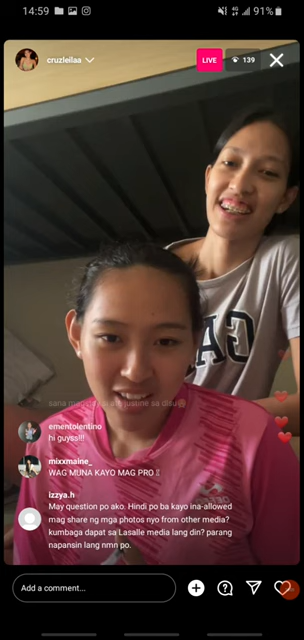 14:59
4G
91%
cruzleilaa
LIVE
139
GAP
ementolentino
hi guyss!!!
mixxmaine_
WAG MUNA KAYO MAG PRO
izzya.h
May question po ako. Hindi po ba kayo ina-allowed
mag share ng mga photos nyo from other media?
kumbaga dapat sa Lasalle media lang din? parang
napansin lang nmn po.
Add a comment...